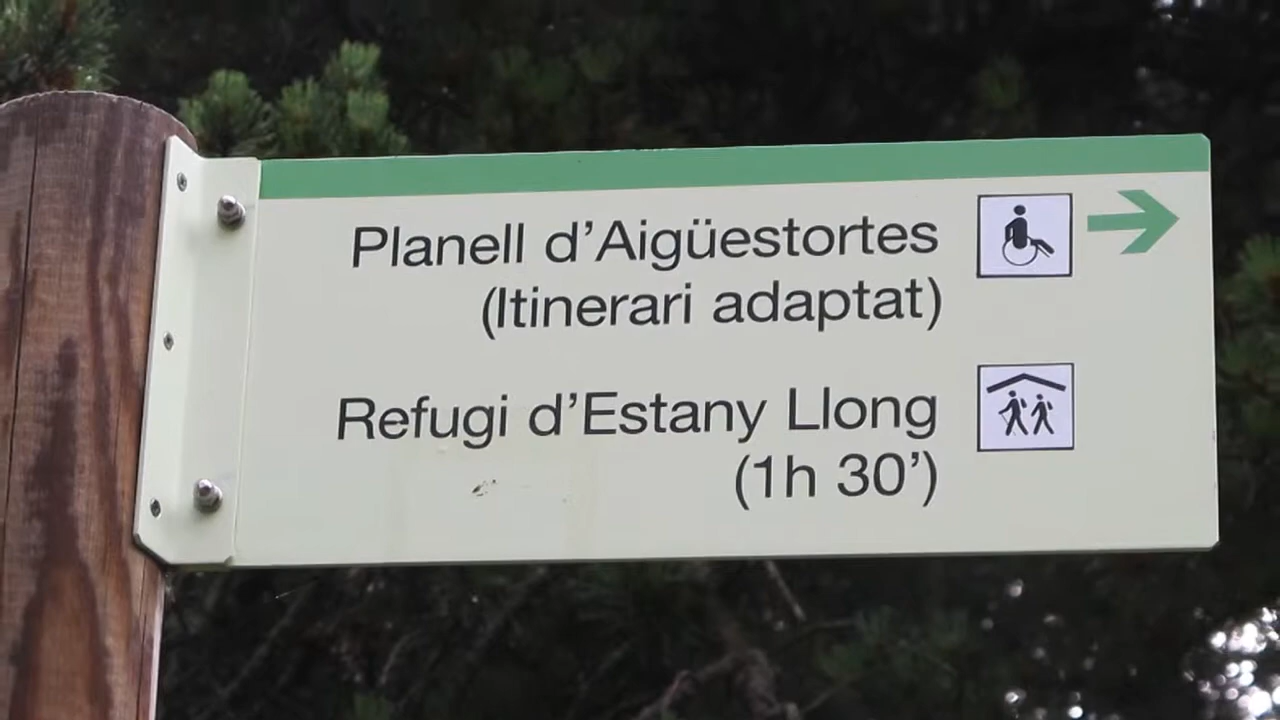 Planell d'Aigüestortes
(Itinerari adaptat)
Refugi d'Estany Llong
(1h 30')